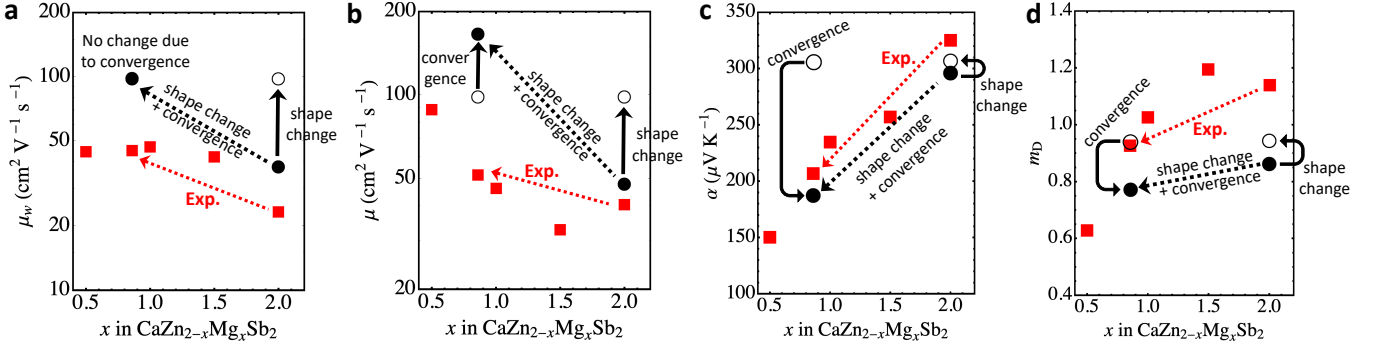 a
200
100
50
20
10
μw (cm2 V−1 s−1)
No change due
to convergence
shape change
+ convergence
shape
change
Exp.
0.5
1.0
1.5
2.0
x in CaZn2−xMgxSb2
b
200
100
50
20
μ (cm2 V−1 s−1)
conver
gence
shape change
+ convergence
shape
change
Exp.
0.5
1.0
1.5
2.0
x in CaZn2−xMgxSb2
c
350
300
250
200
150
100
α (μV K−1)
convergence
Exp.
shape
change
shape change
+ convergence
0.5
1.0
1.5
2.0
x in CaZn2−xMgxSb2
d
1.4
1.2
1.0
0.8
0.6
0.4
mD
convergence
Exp.
shape change
+ convergence
shape
change
0.5
1.0
1.5
2.0
x in CaZn2−xMgxSb2